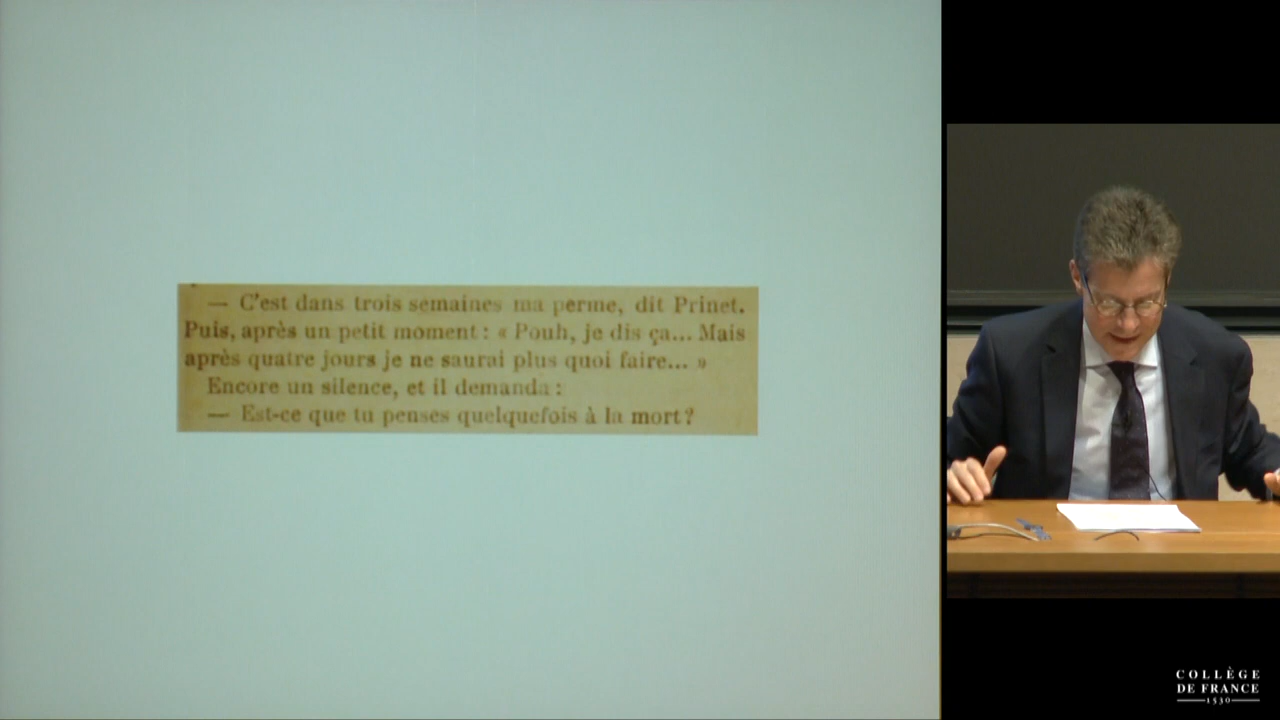 — C'est dans trois semaines ma perme, dit Prinet.
Puis, après un petit moment : « Pouh, je dis ça... Mais
après quatre jours je ne saurai plus quoi faire... »
Encore un silence, et il demanda :
— Est-ce que tu penses quelquefois à la mort ?
COLLÈGE
DE FRANCE
1530